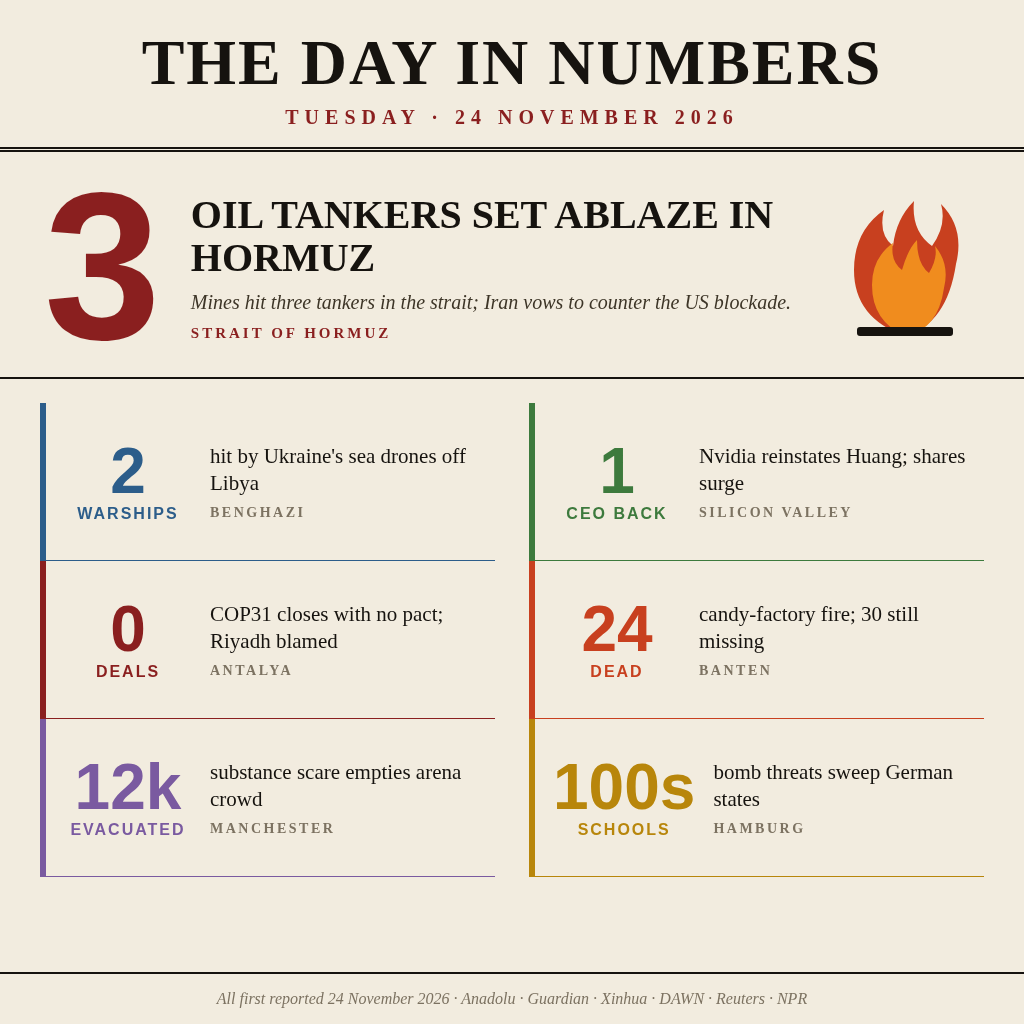 THE DAY IN NUMBERS
TUESDAY · 24 NOVEMBER 2026
3
OIL TANKERS SET ABLAZE IN
HORMUZ
Mines hit three tankers in the strait; Iran vows to counter the US blockade.
STRAIT OF HORMUZ
2
WARSHIPS
hit by Ukraine's sea drones off
Libya
BENGHAZI
1
CEO BACK
Nvidia reinstates Huang; shares
surge
SILICON VALLEY
0
DEALS
COP31 closes with no pact;
Riyadh blamed
ANTALYA
24
DEAD
candy-factory fire; 30 still
missing
BANTEN
12k
EVACUATED
substance scare empties arena
crowd
MANCHESTER
100s
SCHOOLS
bomb threats sweep German
states
HAMBURG
All first reported 24 November 2026 · Anadolu · Guardian · Xinhua · DAWN · Reuters · NPR